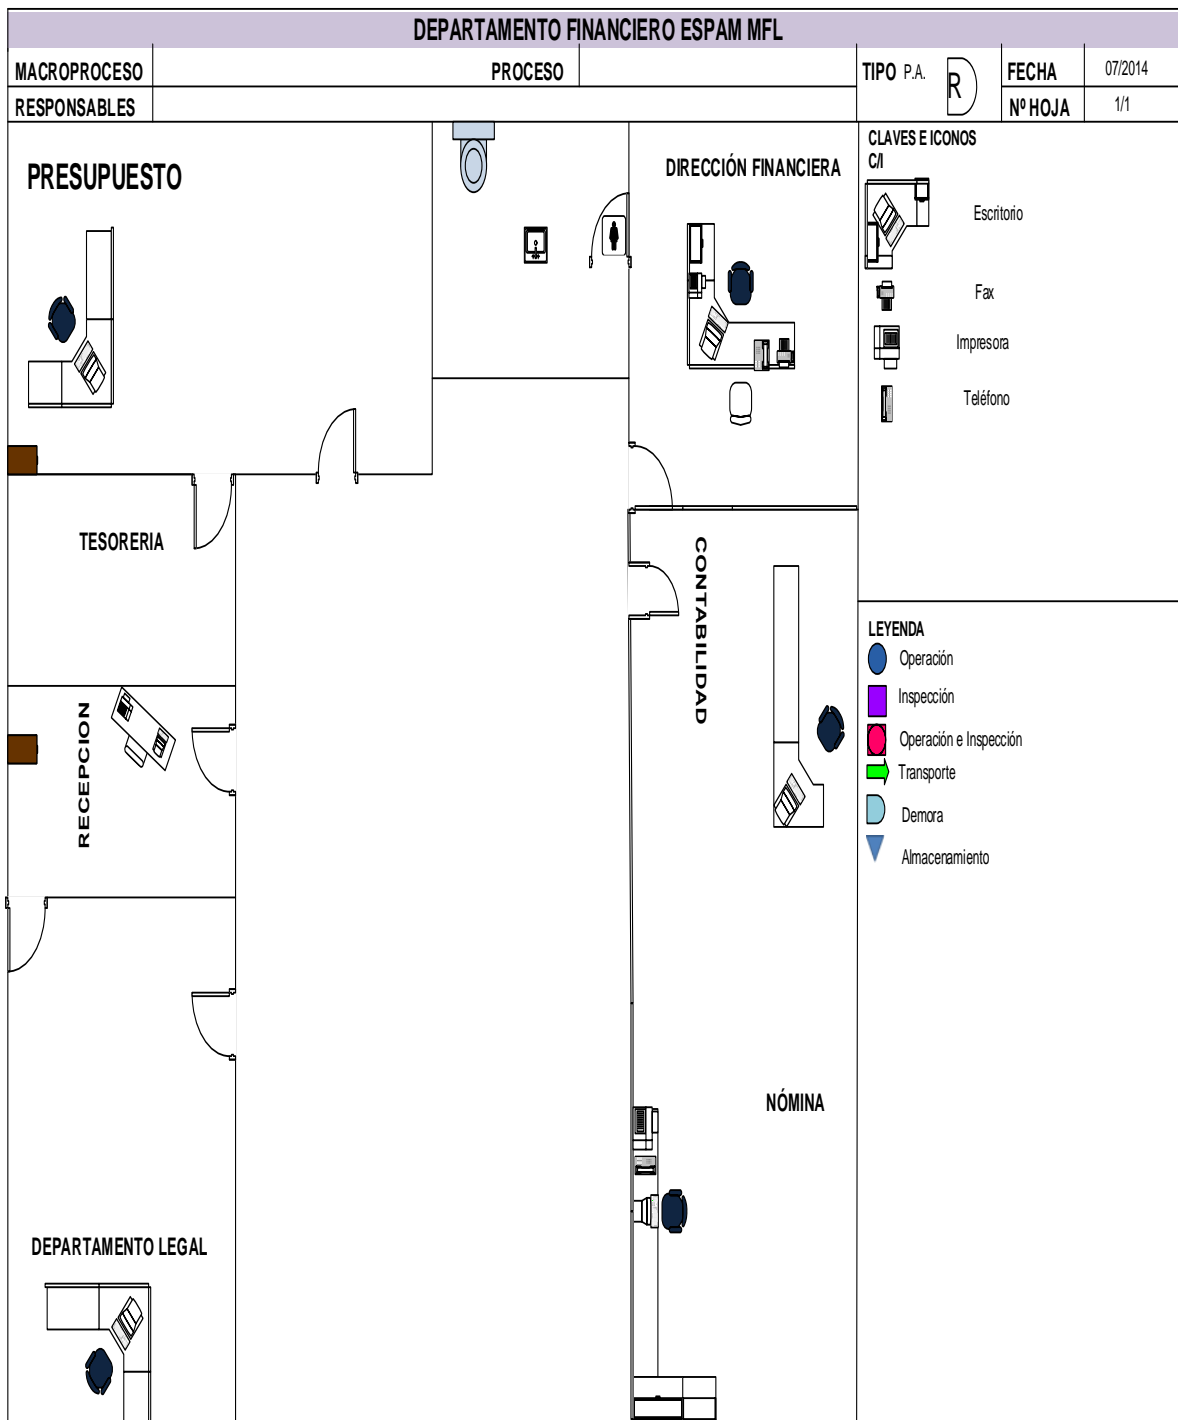 DEPARTAMENTO FINANCIERO ESPAM MFL
MACROPROCESO
PROCESO
TIPO P.A.
R
FECHA
07/2014
RESPONSABLES
Nº HOJA
1/1
PRESUPUESTO
DIRECCIÓN FINANCIERA
CLAVES E ICONOS
C/I
Escritorio
Fax
Impresora
Teléfono
TESORERIA
CONTABILIDAD
LEYENDA
Operación
Inspección
Operación e Inspección
Transporte
Demora
Almacenamiento
RECEPCION
NÓMINA
DEPARTAMENTO LEGAL